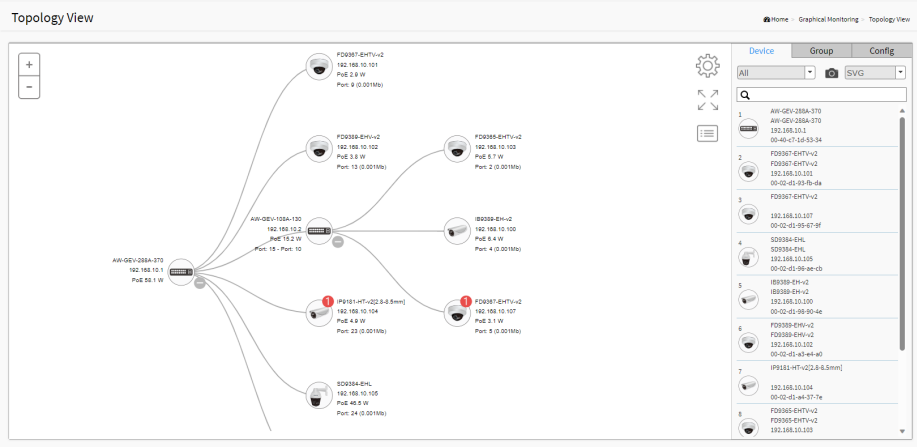 Topology View
Home - Graphical Monitoring - Topology View
+
−
FD9367-EHTV-v2
192.168.10.101
PoE 2.9 W
Port: 9 (0.001Mb)
FD9389-EHV-v2
192.168.10.102
PoE 3.8 W
Port: 13 (0.001Mb)
FD9365-EHTV-v2
192.168.10.103
PoE 5.7 W
Port: 2 (0.001Mb)
AW-GEV-108A-130
192.168.10.2
PoE 15.2 W
Port: 15 - Port: 10
IB9389-EH-v2
192.168.10.100
PoE 6.4 W
Port: 4 (0.001Mb)
AW-GEV-288A-370
192.168.10.1
PoE 58.1 W
1
IP9181-HT-v2[2.8-8.5mm]
192.168.10.104
PoE 4.9 W
Port: 23 (0.001Mb)
1
FD9367-EHTV-v2
192.168.10.107
PoE 3.1 W
Port: 5 (0.001Mb)
SD9384-EHL
192.168.10.105
PoE 46.5 W
Port: 24 (0.001Mb)
Device Group Config
All SVG
1
AW-GEV-288A-370
AW-GEV-288A-370
192.168.10.1
00-40-c7-1d-53-34
2
FD9367-EHTV-v2
FD9367-EHTV-v2
192.168.10.101
00-02-d1-93-fb-da
3
FD9367-EHTV-v2
192.168.10.107
00-02-d1-95-67-9f
4
SD9384-EHL
SD9384-EHL
192.168.10.105
00-02-d1-96-ae-cb
5
IB9389-EH-v2
IB9389-EH-v2
192.168.10.100
00-02-d1-98-90-4e
6
FD9389-EHV-v2
FD9389-EHV-v2
192.168.10.102
00-02-d1-a3-e4-a0
7
IP9181-HT-v2[2.8-8.5mm]
192.168.10.104
00-02-d1-a4-37-7e
8
FD9365-EHTV-v2
FD9365-EHTV-v2
192.168.10.103